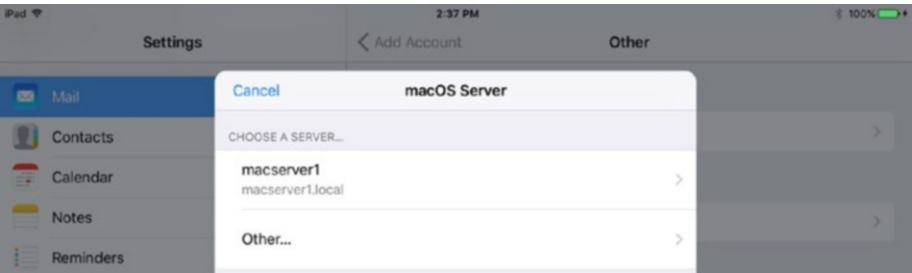 iPad 2:37 PM 100%
Settings
Add Account Other
Mail
Contacts
Calendar
Notes
Reminders
Cancel macOS Server
CHOOSE A SERVER...
macserver1
macserver1.local
Other...